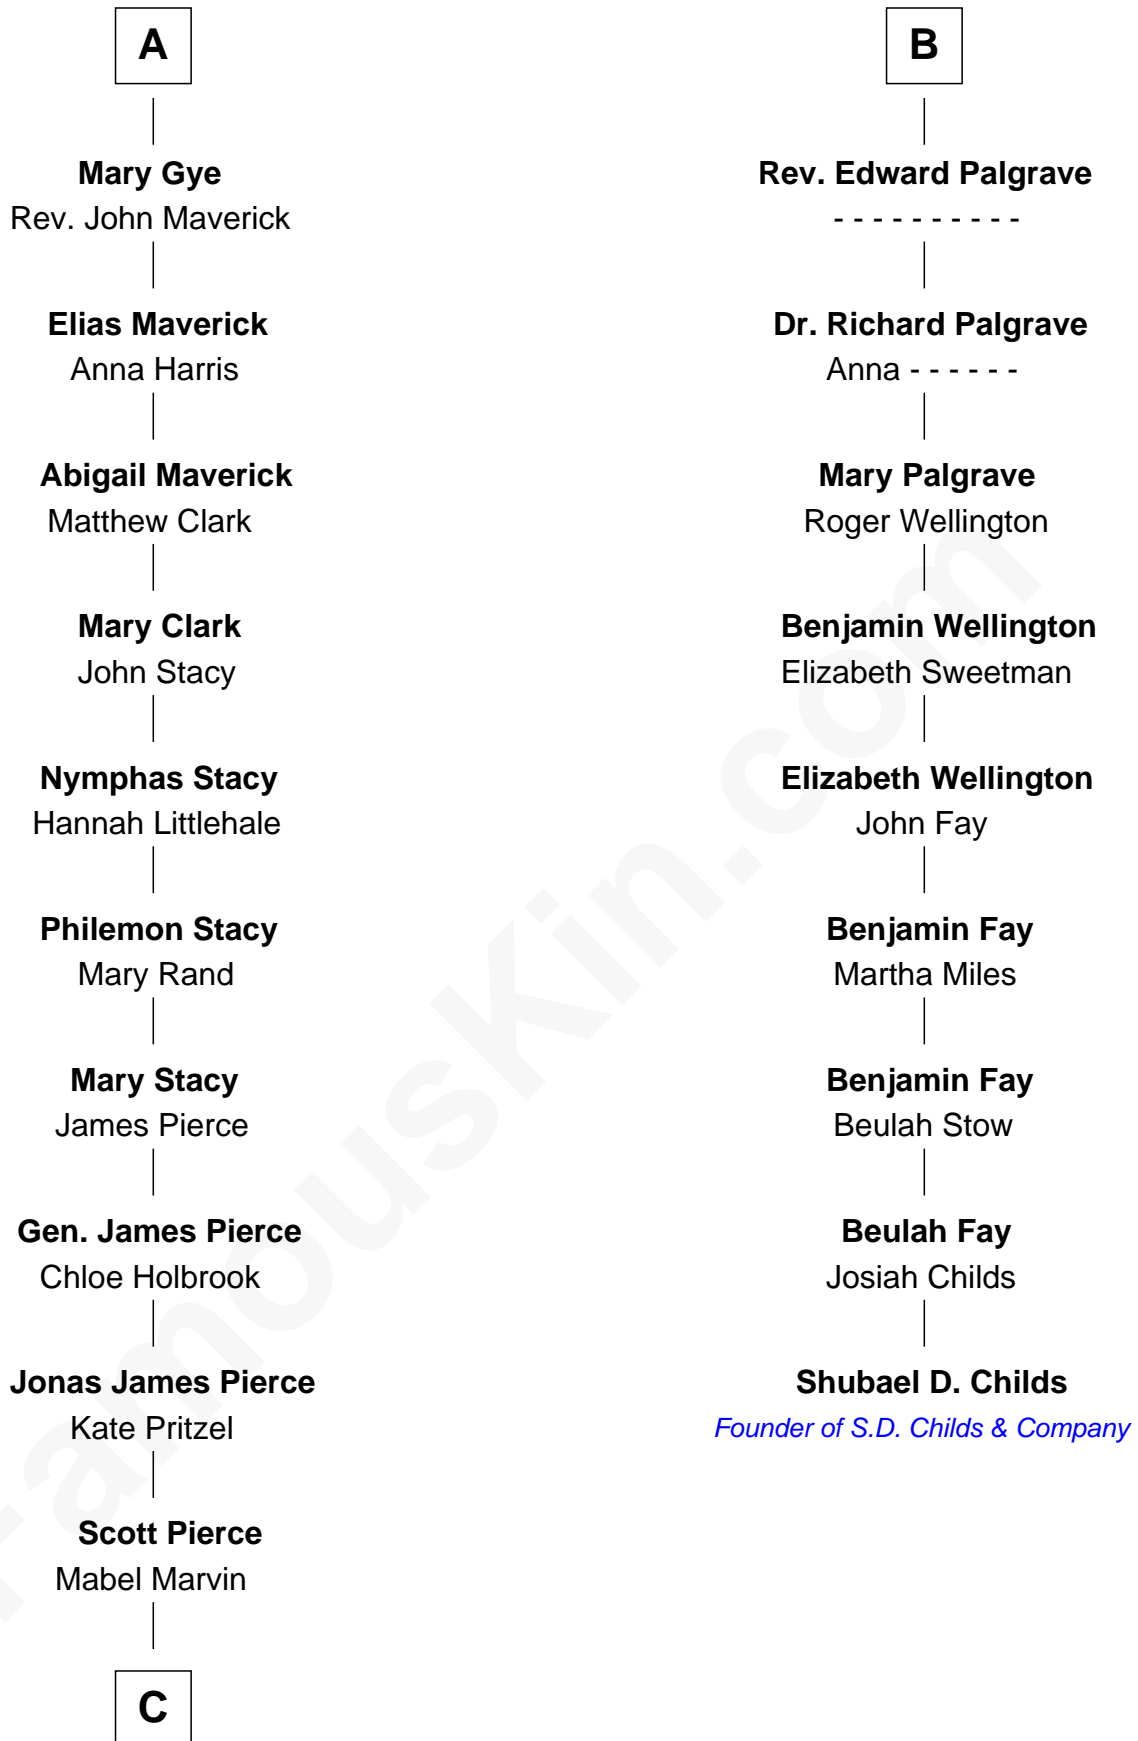 A
Mary Gye
Rev. John Maverick
Elias Maverick
Anna Harris
Abigail Maverick
Matthew Clark
Mary Clark
John Stacy
Nymphas Stacy
Hannah Littlehale
Philemon Stacy
Mary Rand
Mary Stacy
James Pierce
Gen. James Pierce
Chloe Holbrook
Jonas James Pierce
Kate Pritzel
Scott Pierce
Mabel Marvin
C
B
Rev. Edward Palgrave
- - - - - - - - - -
Dr. Richard Palgrave
Anna - - - - - -
Mary Palgrave
Roger Wellington
Benjamin Wellington
Elizabeth Sweetman
Elizabeth Wellington
John Fay
Benjamin Fay
Martha Miles
Benjamin Fay
Beulah Stow
Beulah Fay
Josiah Childs
Shubael D. Childs
Founder of S.D. Childs & Company
FamousKin.com